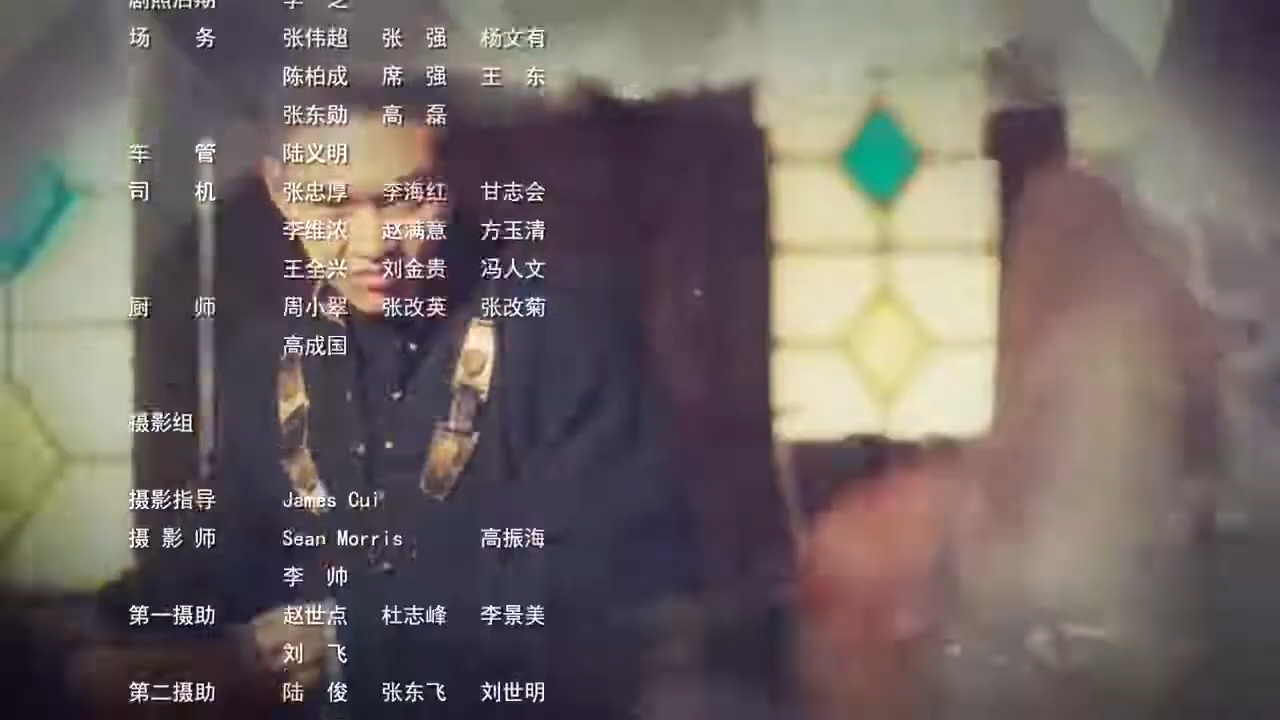 剧照后期 李 之
场 务 张伟超 张 强 杨文有
陈柏成 席 强 王 东
张东勋 高 磊
车 管 陆义明
司 机 张忠厚 李海红 甘志会
李维浓 赵满意 方玉清
王全兴 刘金贵 冯人文
厨 师 周小翠 张改英 张改菊
高成国
摄影组
摄影指导 James Cui
摄 影 师 Sean Morris 高振海
李 帅
第一摄助 赵世点 杜志峰 李景美
刘 飞
第二摄助 陆 俊 张东飞 刘世明